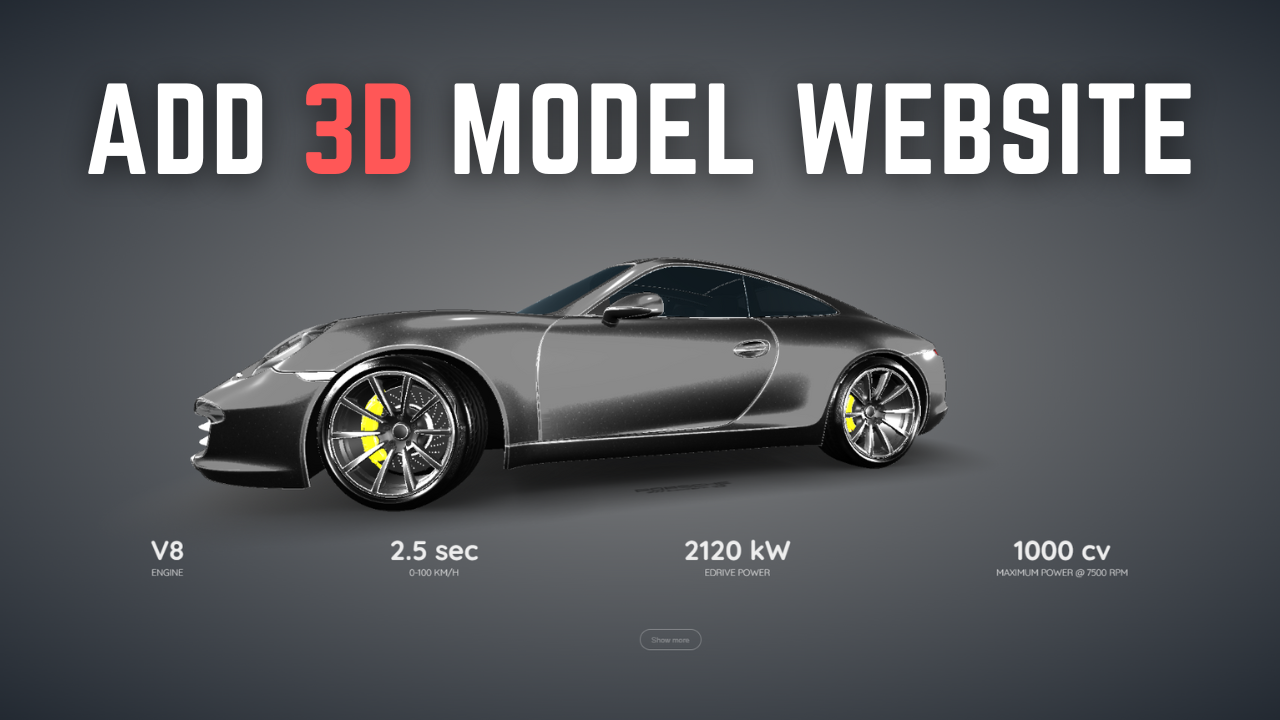 ADD 3D MODEL WEBSITE
V8
ENGINE
2.5 sec
0-100 KM/H
2120 kW
EDRIVE POWER
1000 cv
MAXIMUM POWER @ 7500 RPM
Show more